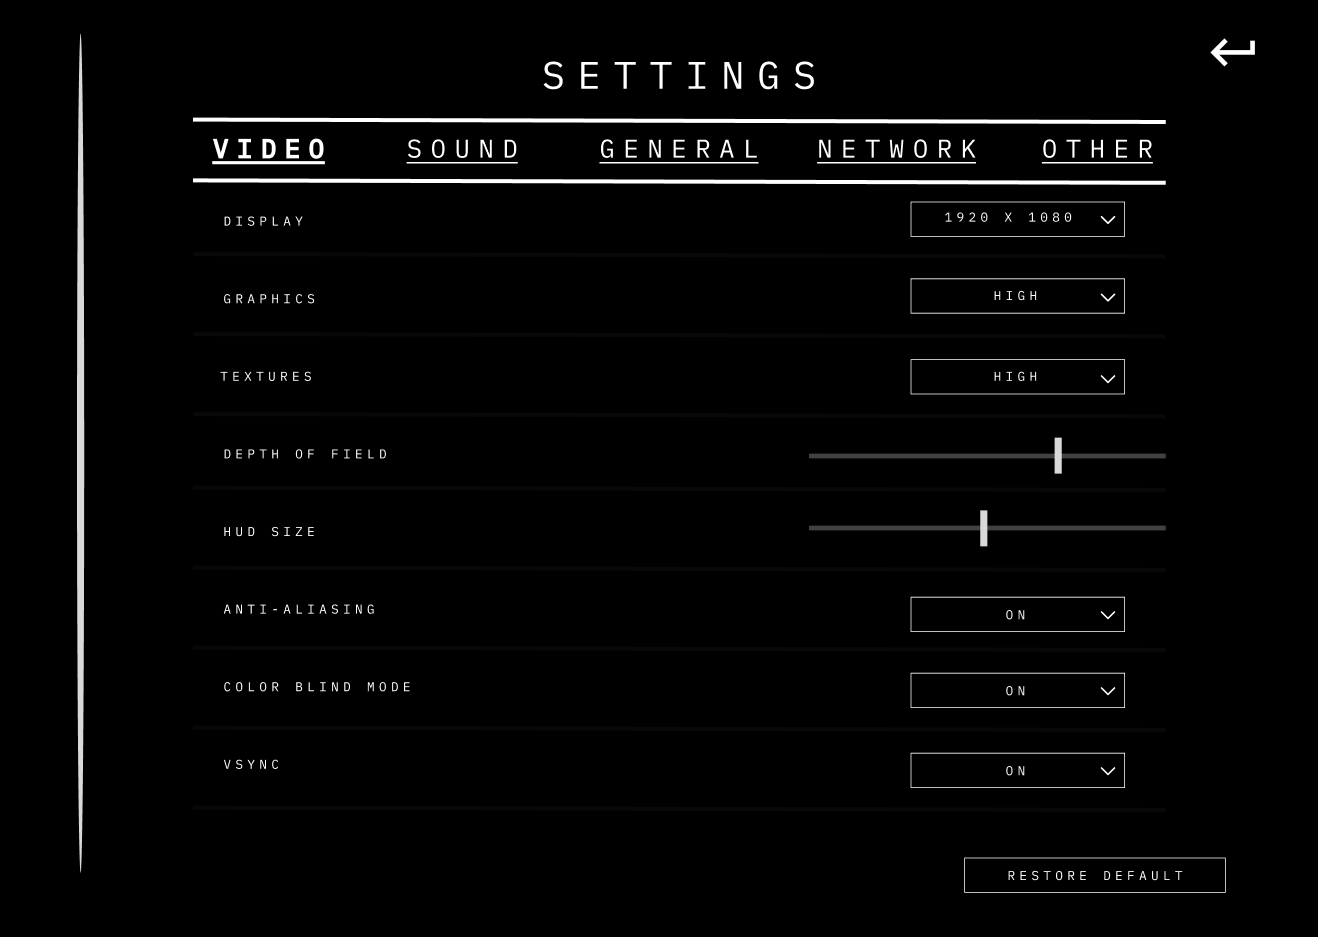 SETTINGS
VIDEO SOUND GENERAL NETWORK OTHER
DISPLAY 1920 X 1080
GRAPHICS HIGH
TEXTURES HIGH
DEPTH OF FIELD
HUD SIZE
ANTI-ALIASING ON
COLOR BLIND MODE ON
VSYNC ON
RESTORE DEFAULT